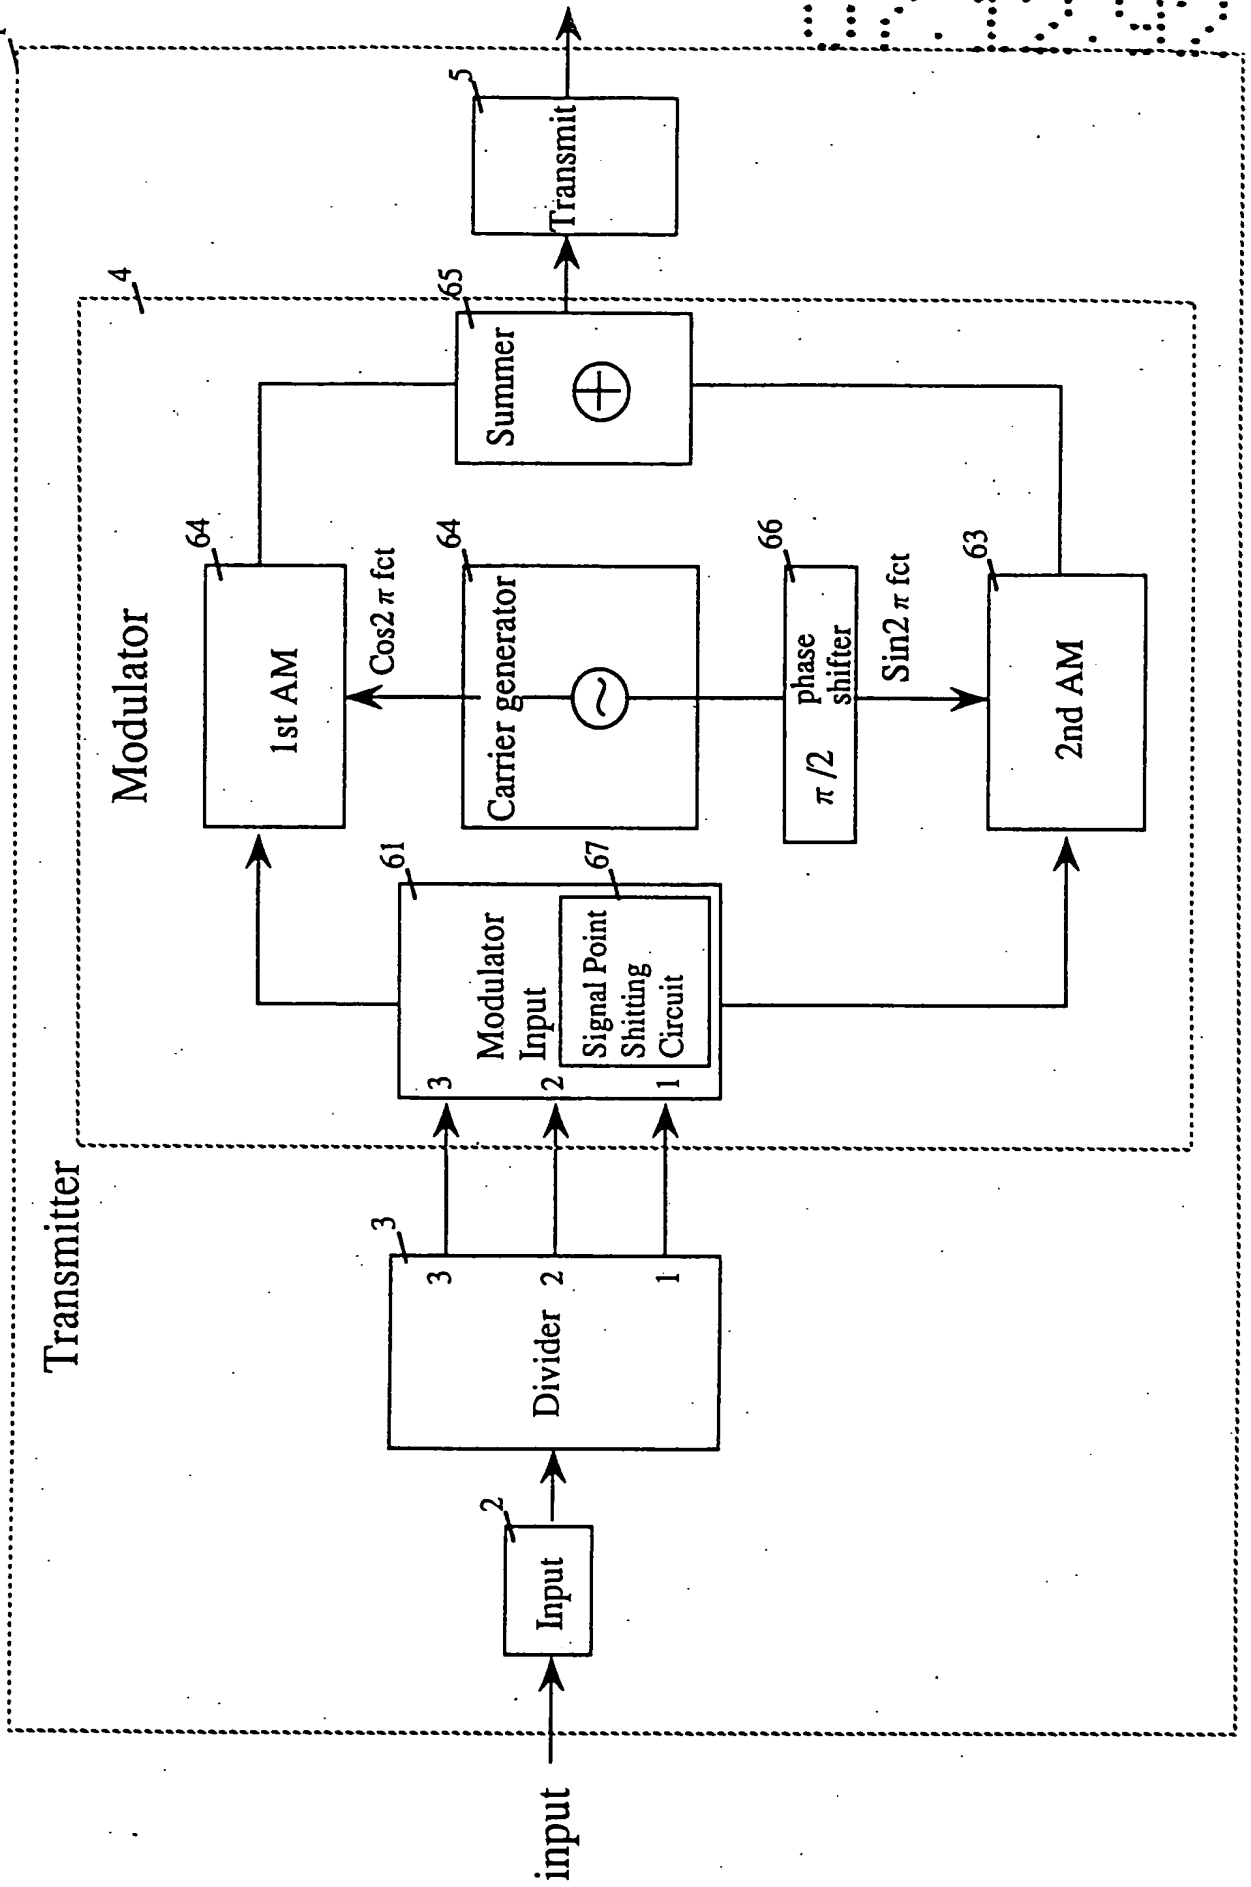 Transmitter
Modulator
4
input
Input
2
Divider
3
3
2
1
3
2
1
Modulator
Input
61
Signal Point
Shitting
Circuit
67
1st AM
64
Cos2 π fct
Carrier generator
64
phase
shifter
π/2
66
Sin2 π fct
2nd AM
63
Summer
65
Transmit
5